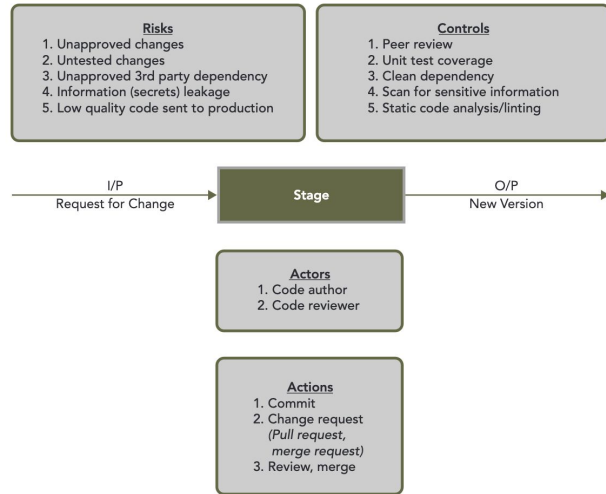 Risks
1. Unapproved changes
2. Untested changes
3. Unapproved 3rd party dependency
4. Information (secrets) leakage
5. Low quality code sent to production
Controls
1. Peer review
2. Unit test coverage
3. Clean dependency
4. Scan for sensitive information
5. Static code analysis/linting
I/P
Request for Change
Stage
O/P
New Version
Actors
1. Code author
2. Code reviewer
Actions
1. Commit
2. Change request
(Pull request,
merge request)
3. Review, merge